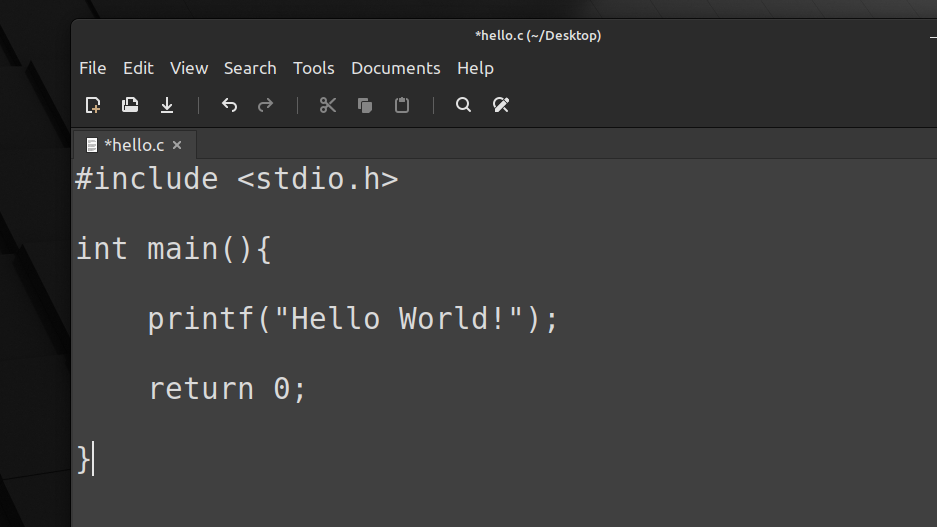 *hello.c (~/Desktop)
File Edit View Search Tools Documents Help
*hello.c
#include <stdio.h>
int main(){
    printf("Hello World!");
    return 0;
}